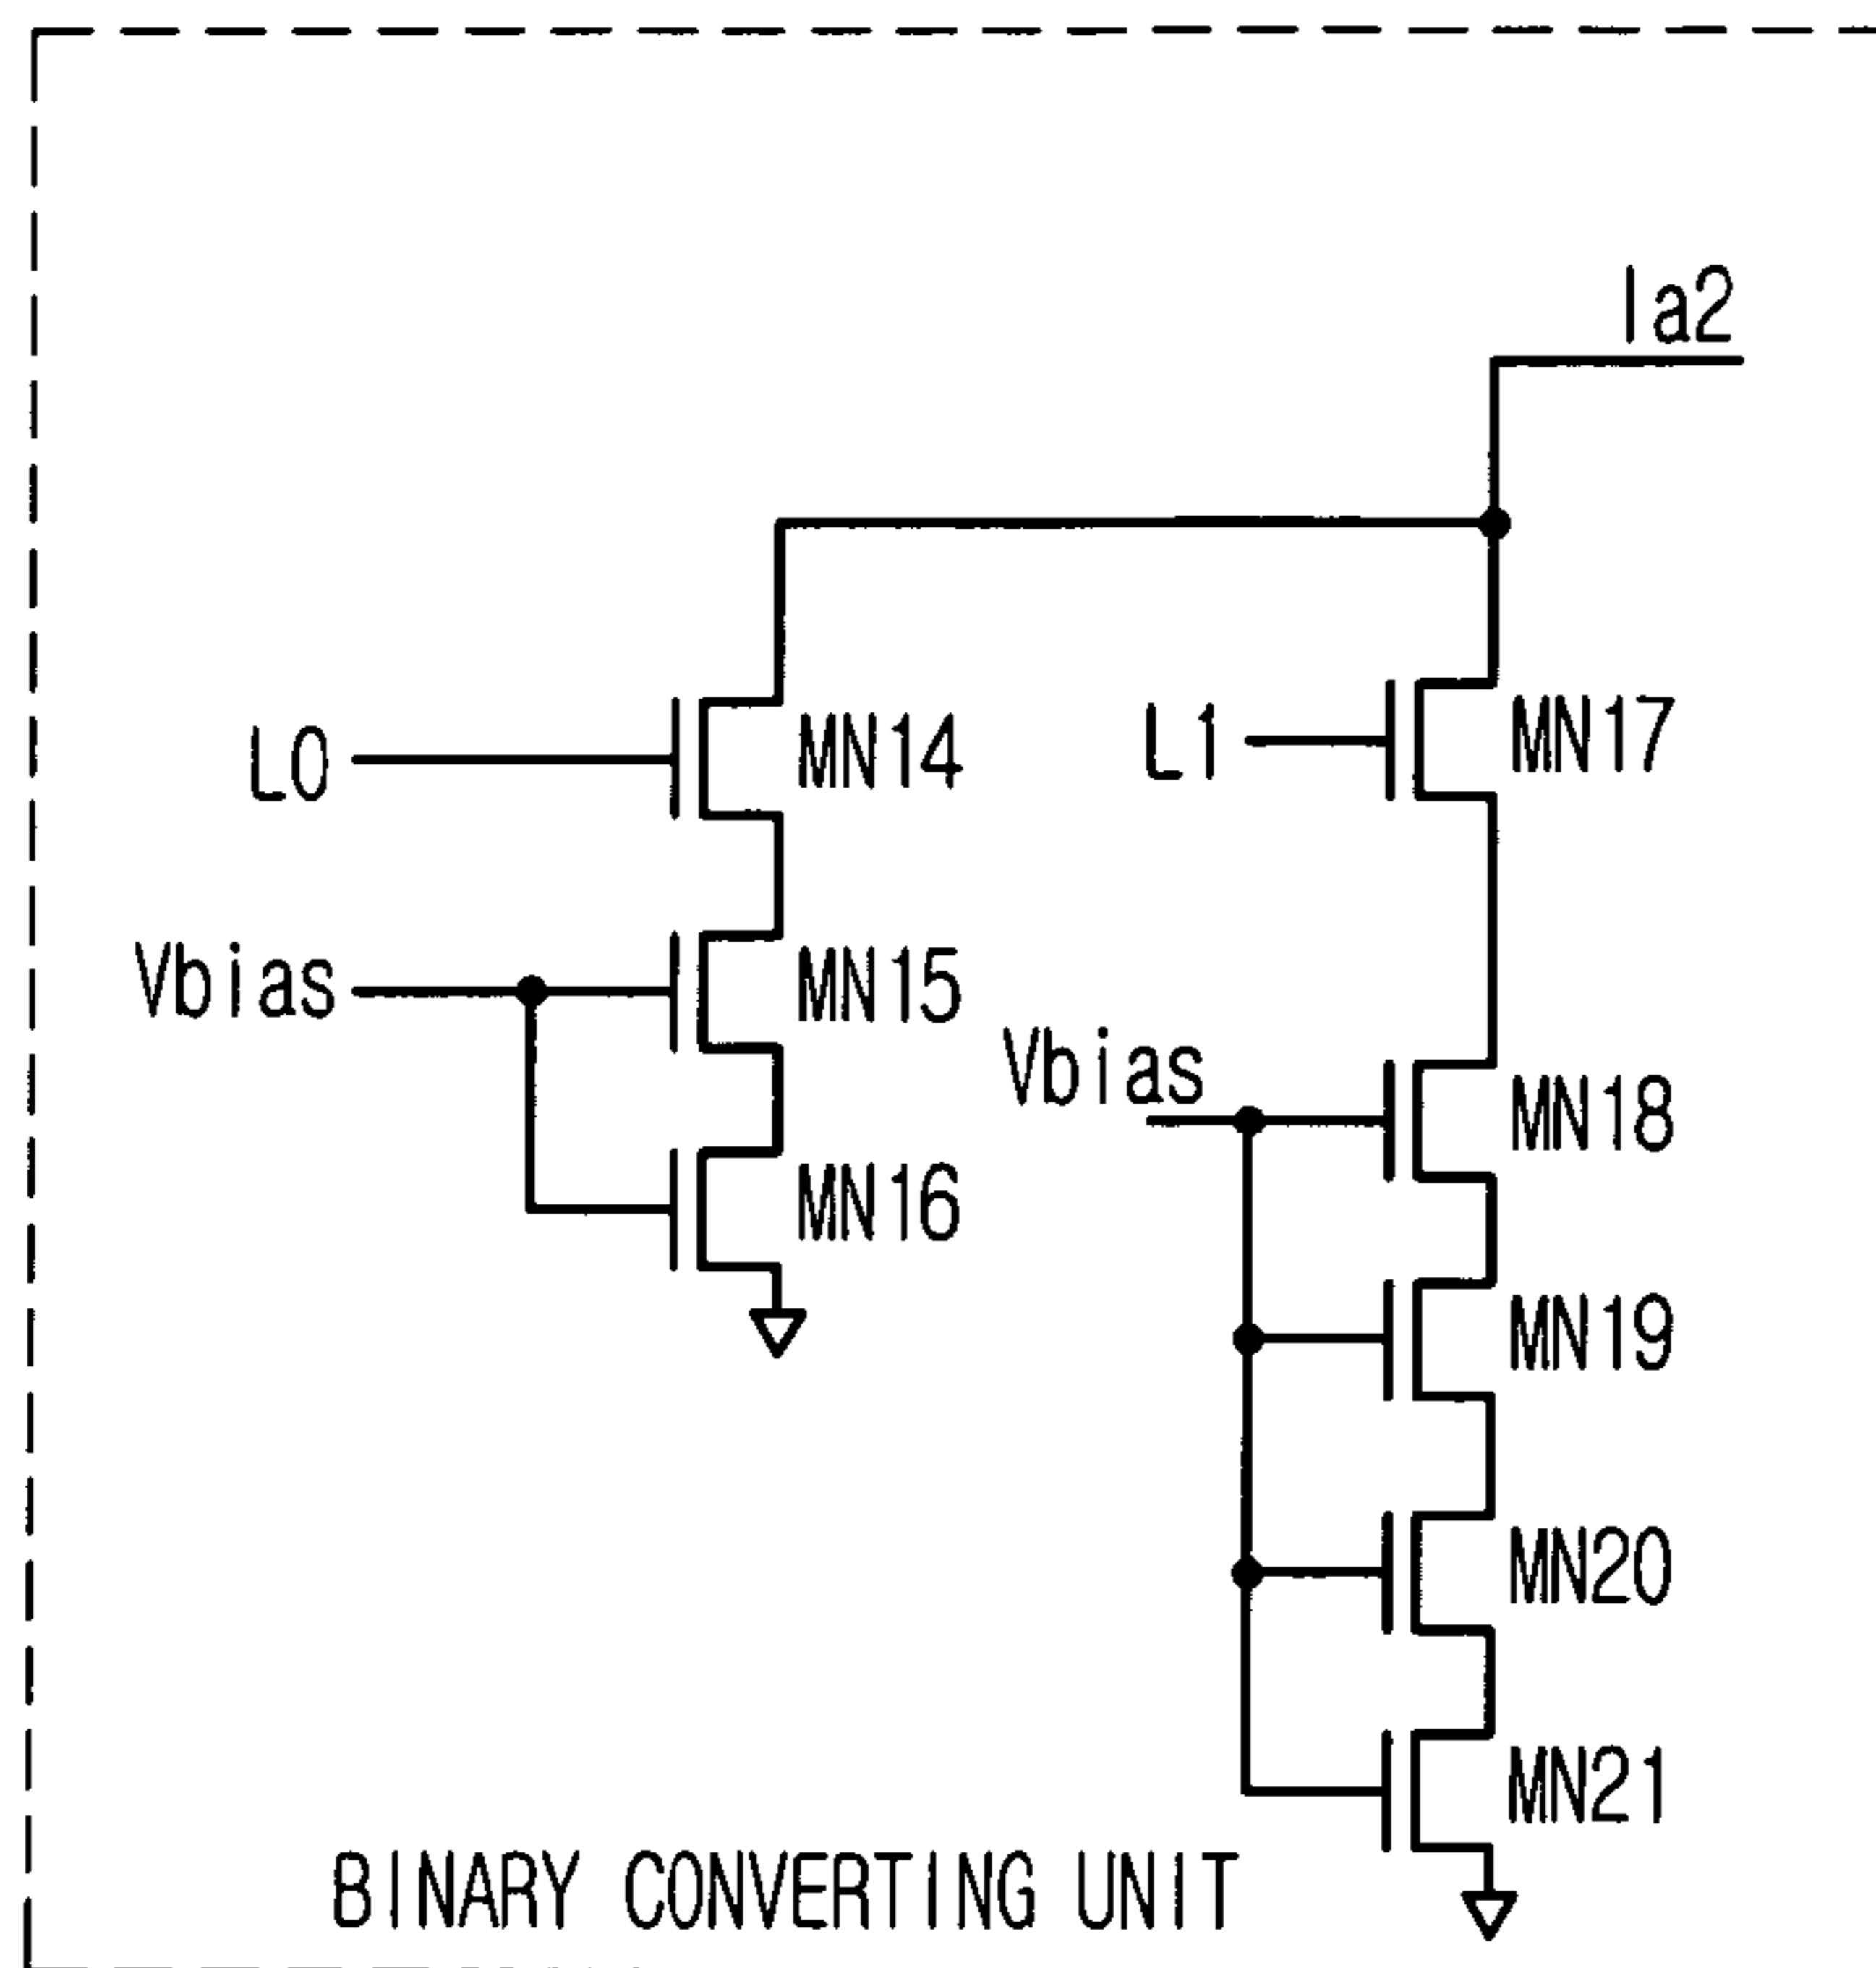 Ia2
L0
MN14
L1
MN17
Vbias
MN15
Vbias
MN18
MN16
MN19
MN20
MN21
BINARY CONVERTING UNIT